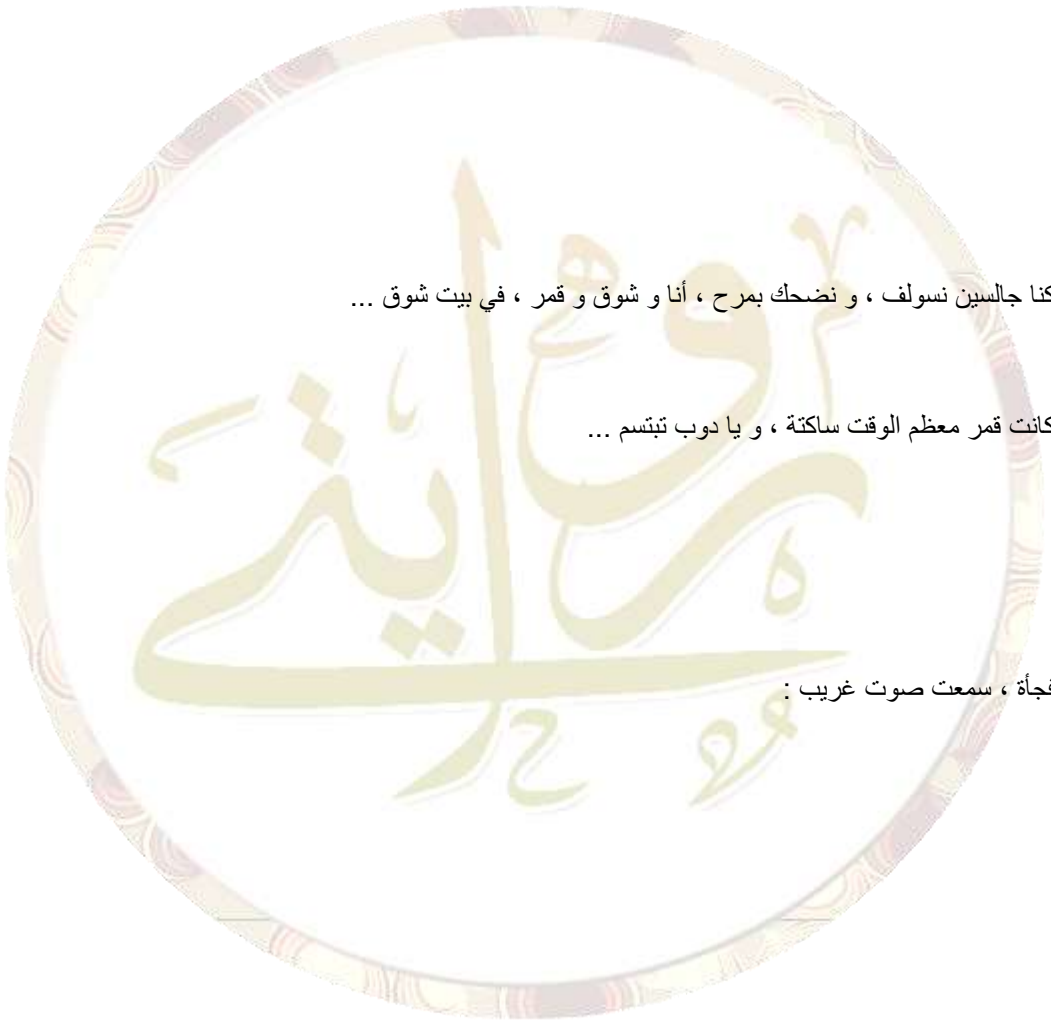 كنا جالسين نسولف ، و نضحك بمرح ، أنا و شوق و قمر ، في بيت شوق ...
كانت قمر معظم الوقت ساكتة ، و يا دوب تبتسم ...
روايتي
فجأة ، سمعت صوت غريب :